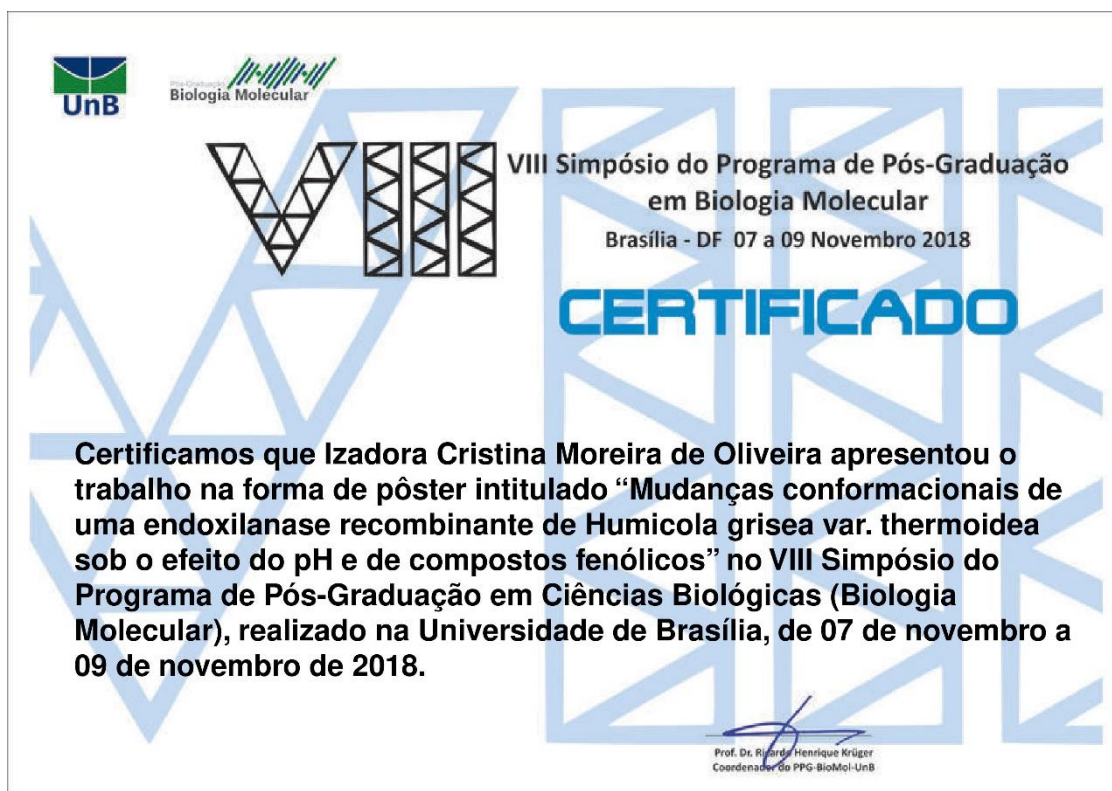 UnB
Pós-Graduação
Biologia Molecular
VIII
VIII Simpósio do Programa de Pós-Graduação
em Biologia Molecular
Brasília - DF 07 a 09 Novembro 2018
CERTIFICADO
Certificamos que Izadora Cristina Moreira de Oliveira apresentou o
trabalho na forma de pôster intitulado “Mudanças conformacionais de
uma endoxilanase recombinante de Humicola grisea var. thermoidea
sob o efeito do pH e de compostos fenólicos” no VIII Simpósio do
Programa de Pós-Graduação em Ciências Biológicas (Biologia
Molecular), realizado na Universidade de Brasília, de 07 de novembro a
09 de novembro de 2018.
Prof. Dr. Ricardo Henrique Krüger
Coordenador do PPG-BioMol-UnB